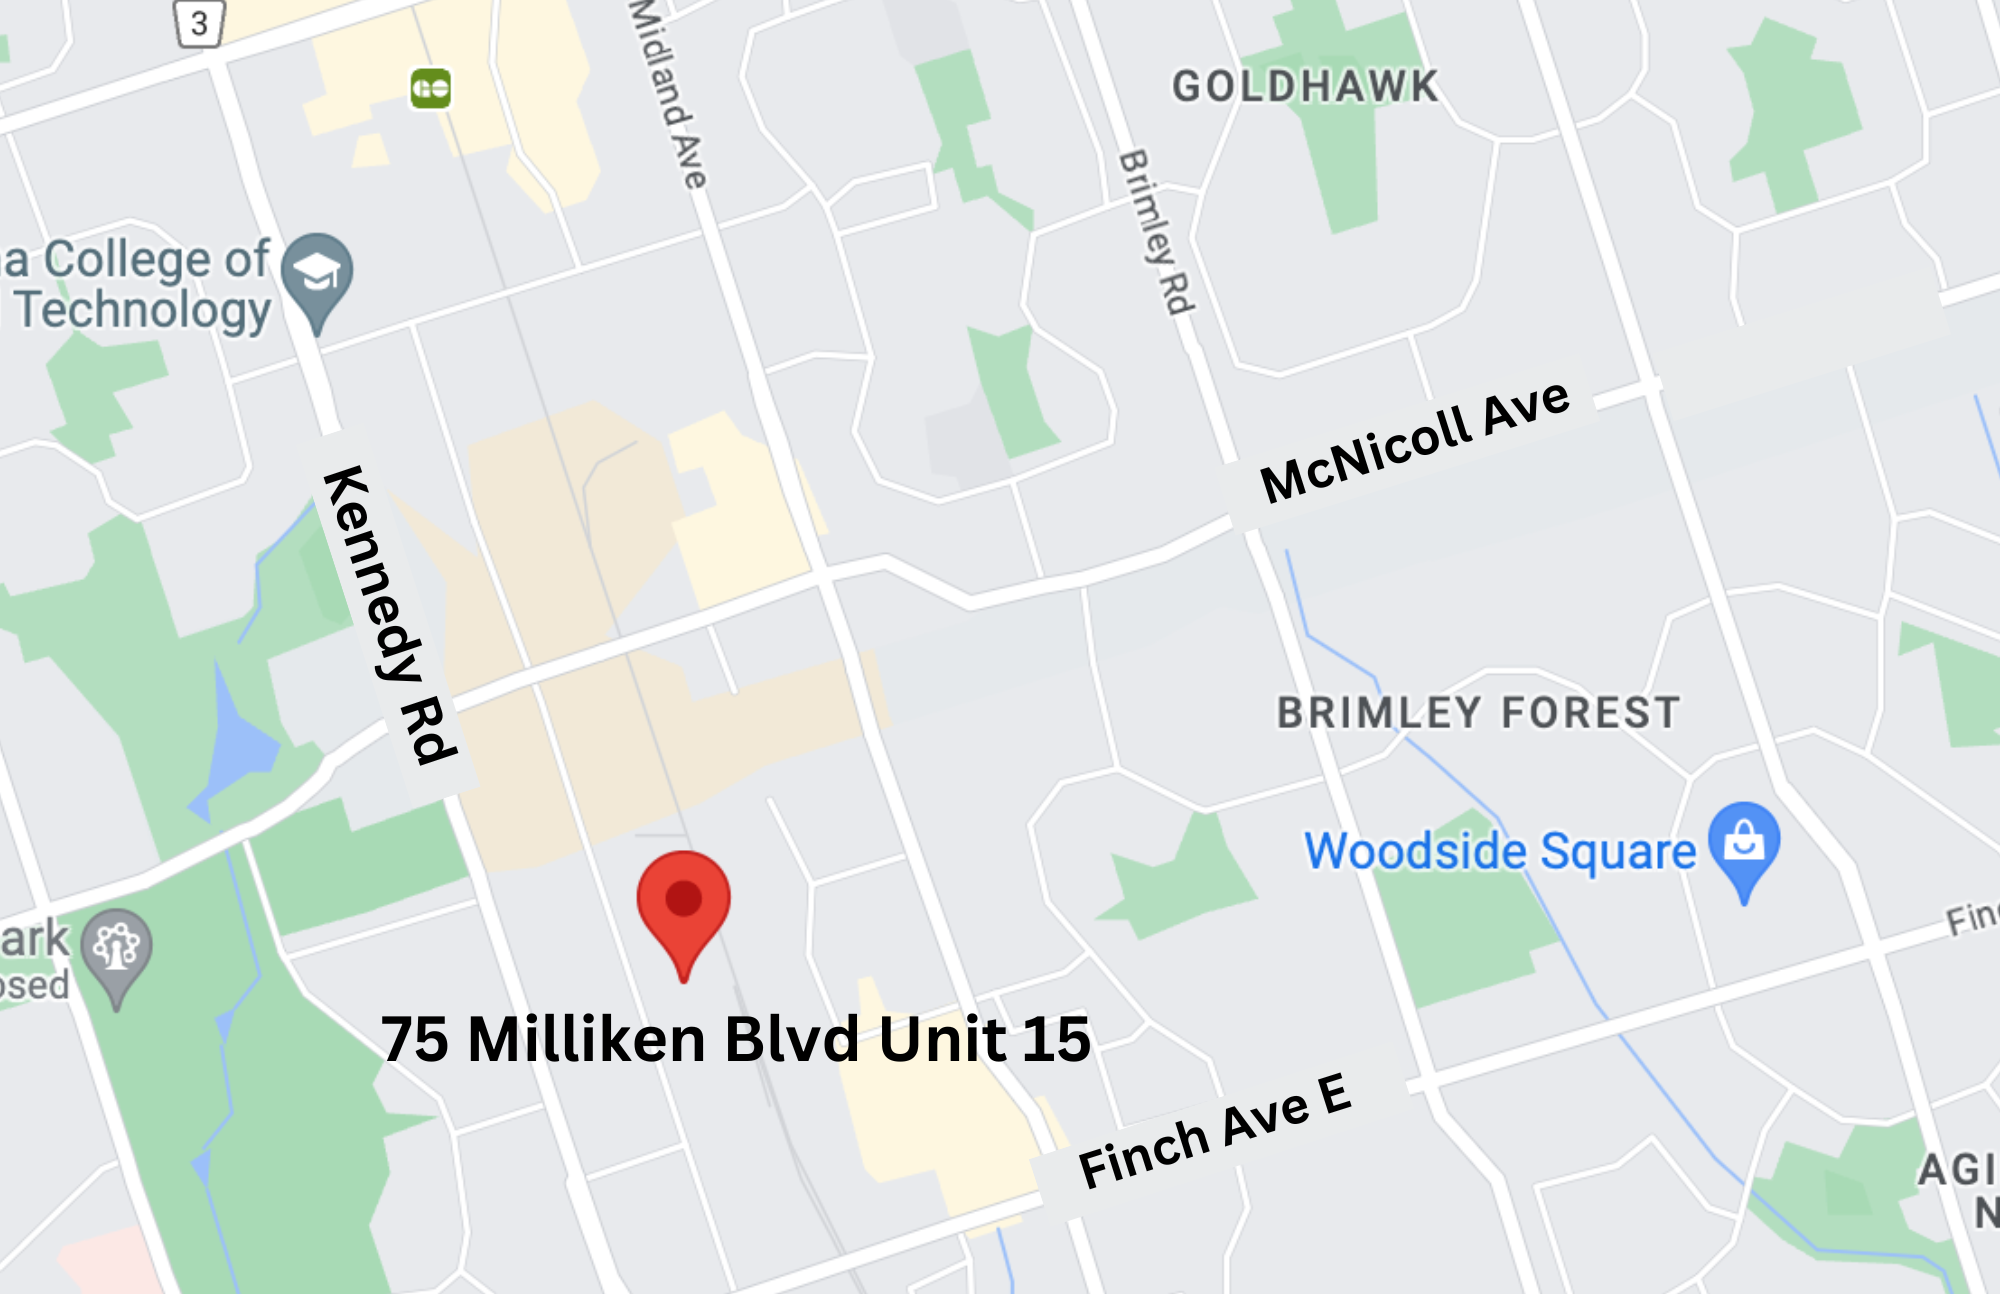 3
GO
Midland Ave
GOLDHAWK
Brimley Rd
a College of
Technology
McNicoll Ave
Kennedy Rd
BRIMLEY FOREST
Woodside Square
Fin
ark
osed
75 Milliken Blvd Unit 15
Finch Ave E
AGI
N